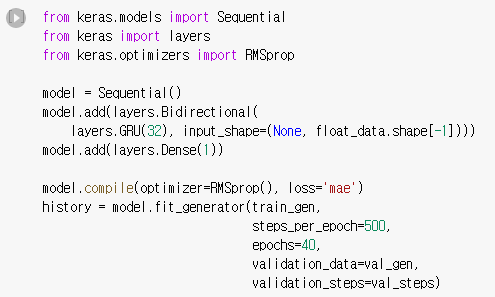 from keras.models import Sequential
from keras import layers
from keras.optimizers import RMSprop

model = Sequential()
model.add(layers.Bidirectional(
    layers.GRU(32), input_shape=(None, float_data.shape[-1])))
model.add(layers.Dense(1))

model.compile(optimizer=RMSprop(), loss='mae')
history = model.fit_generator(train_gen,
                              steps_per_epoch=500,
                              epochs=40,
                              validation_data=val_gen,
                              validation_steps=val_steps)